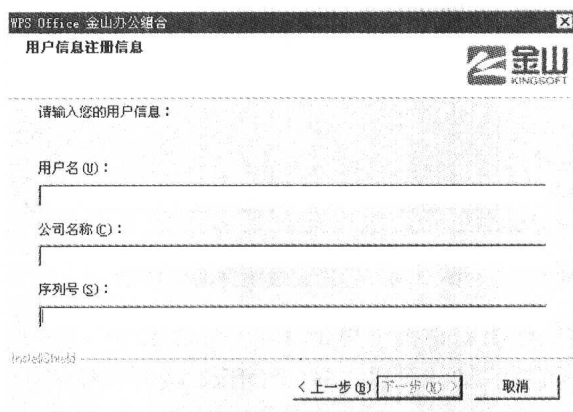 WPS Office 金山办公组合
用户信息注册信息
金山
KINGSOFT
请输入您的用户信息：
用户名(U)：
公司名称(C)：
序列号(S)：
InstallShield
< 上一步(B) 下一步(N) > 取消